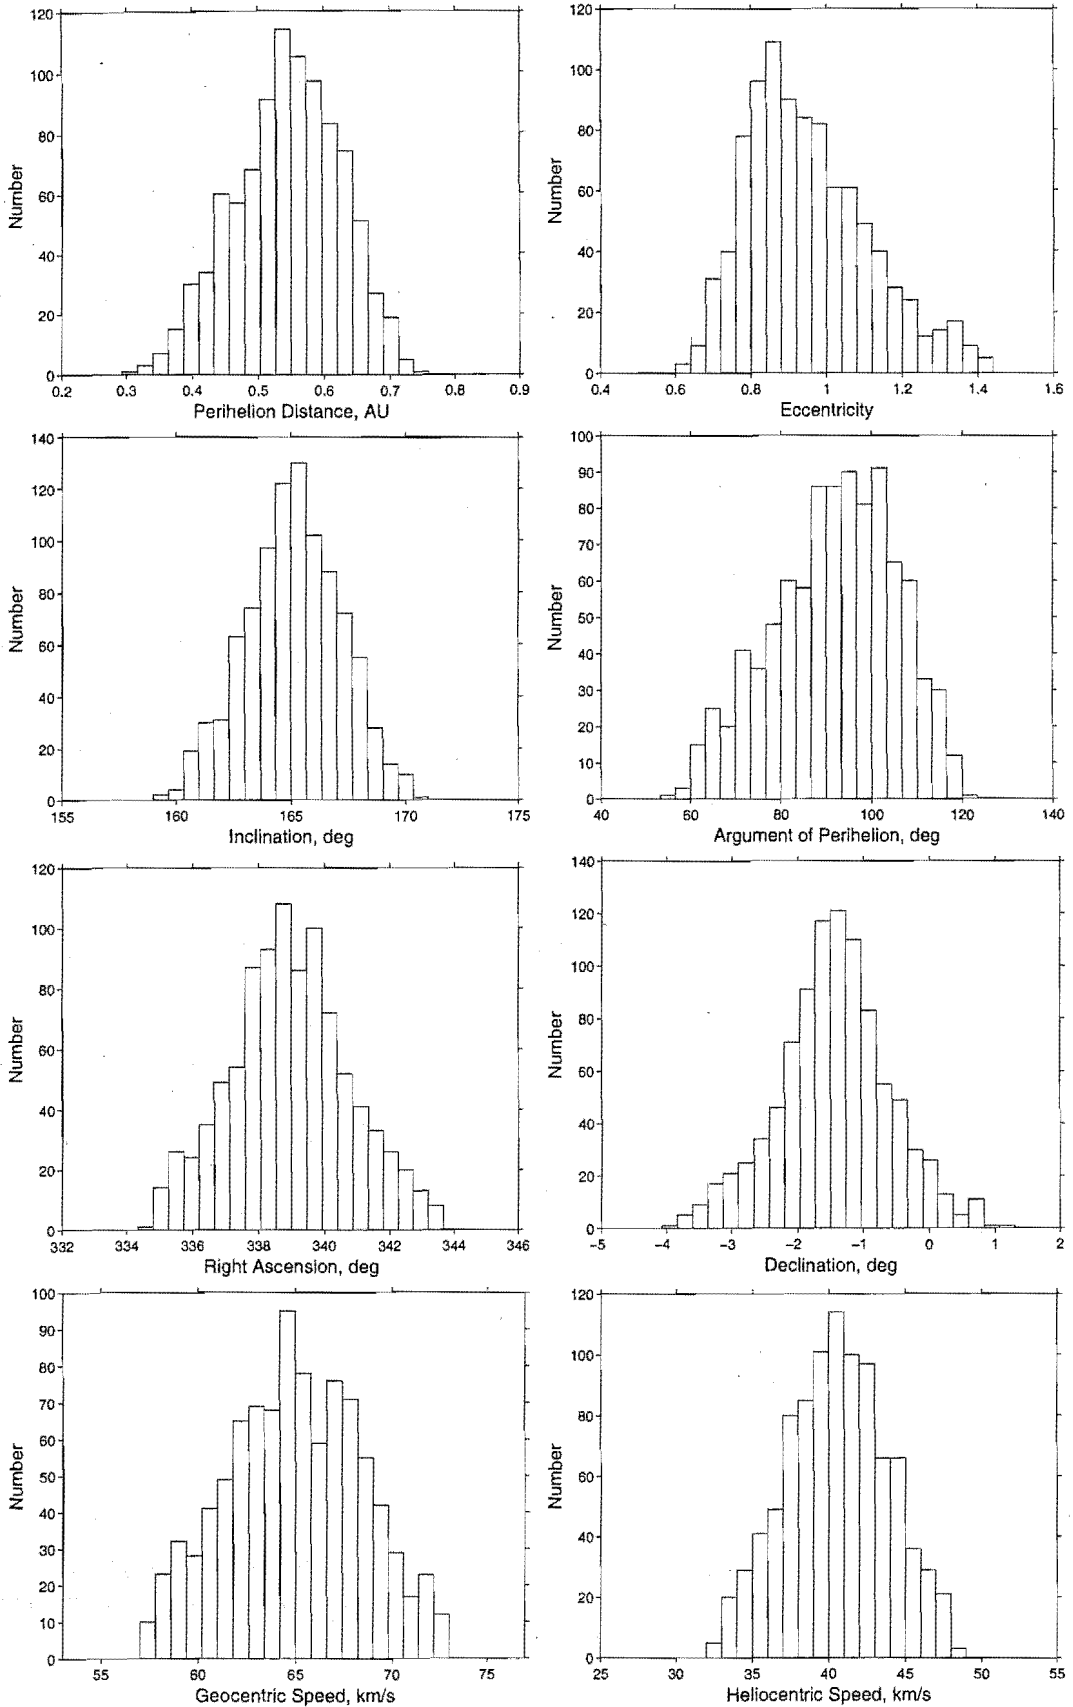 120
100
80
60
40
20
0
Number
0.2 0.3 0.4 0.5 0.6 0.7 0.8 0.9
Perihelion Distance, AU
120
100
80
60
40
20
0
Number
0.4 0.6 0.8 1 1.2 1.4 1.6
Eccentricity
140
120
100
80
60
40
20
0
Number
155 160 165 170 175
Inclination, deg
100
90
80
70
60
50
40
30
20
10
0
Number
40 60 80 100 120 140
Argument of Perihelion, deg
120
100
80
60
40
20
0
Number
332 334 336 338 340 342 344 346
Right Ascension, deg
140
120
100
80
60
40
20
0
Number
−5 −4 −3 −2 −1 0 1 2
Declination, deg
100
90
80
70
60
50
40
30
20
10
0
Number
55 60 65 70 75
Geocentric Speed, km/s
120
100
80
60
40
20
0
Number
25 30 35 40 45 50 55
Heliocentric Speed, km/s